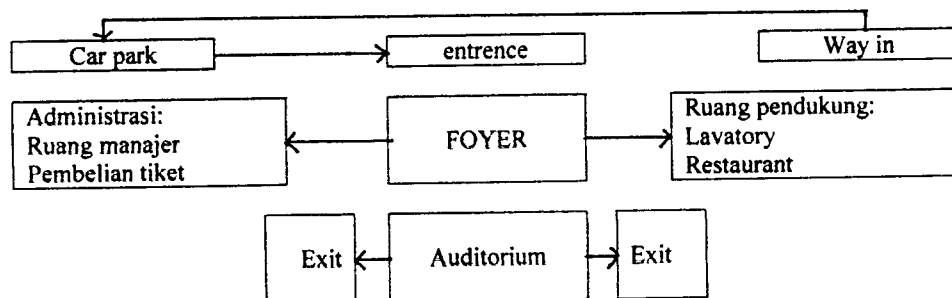 Car park
entrence
Way in
Administrasi:
Ruang manajer
Pembelian tiket
FOYER
Ruang pendukung:
Lavatory
Restaurant
Exit
Auditorium
Exit